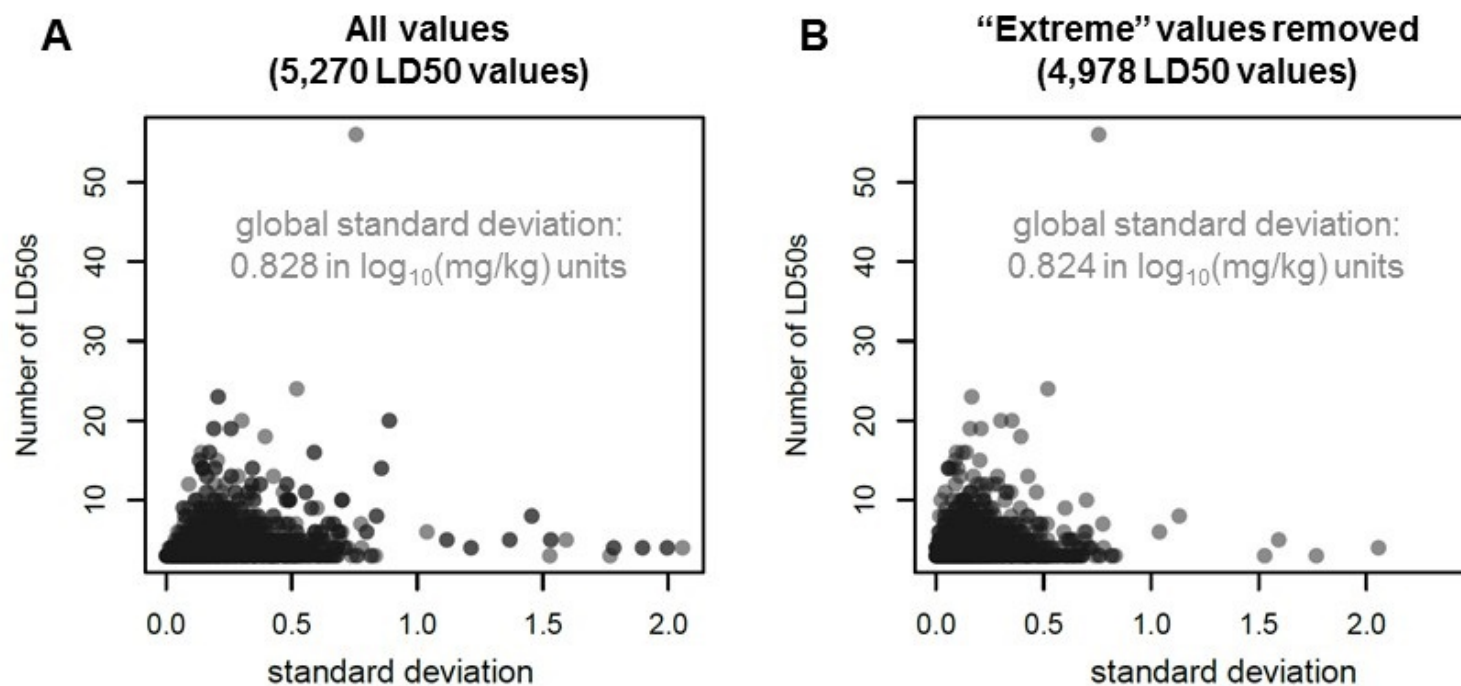 A
All values
(5,270 LD50 values)
Number of LD50s
50
40
30
20
10
global standard deviation:
0.828 in log₁₀(mg/kg) units
0.0 0.5 1.0 1.5 2.0
standard deviation
B
“Extreme” values removed
(4,978 LD50 values)
Number of LD50s
50
40
30
20
10
global standard deviation:
0.824 in log₁₀(mg/kg) units
0.0 0.5 1.0 1.5 2.0
standard deviation